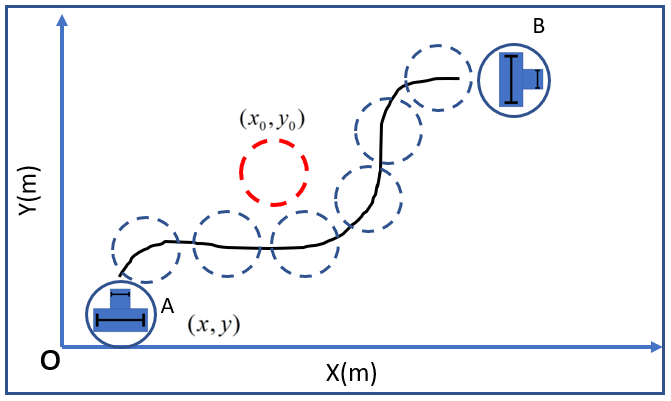 B
(x₀, y₀)
Y(m)
A
(x, y)
O
X(m)